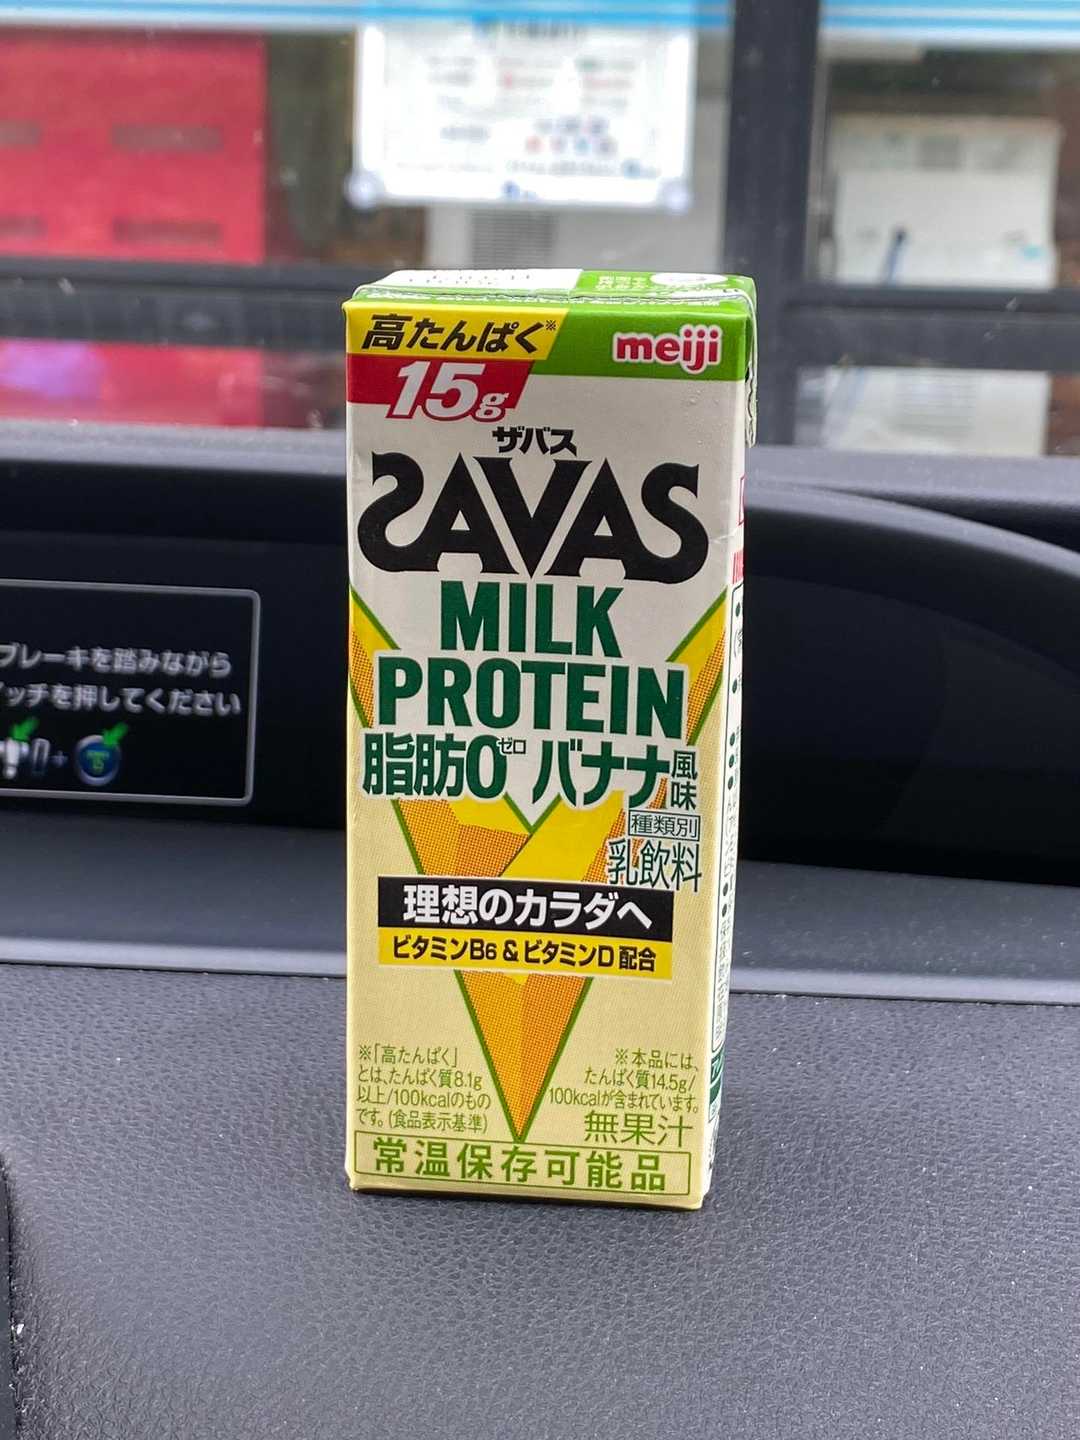 高たんぱく※
15g
meiji
ザバス
SAVAS
MILK
PROTEIN
脂肪0ゼロ バナナ風味
種類別
乳飲料
理想のカラダへ
ビタミンB6 & ビタミンD 配合
※「高たんぱく」
とは、たんぱく質8.1g
以上/100kcalのもの
です。(食品表示基準)
※本品には、
たんぱく質14.5g/
100kcalが含まれています。
無果汁
常温保存可能品
ブレーキを踏みながら
イッチを押してください